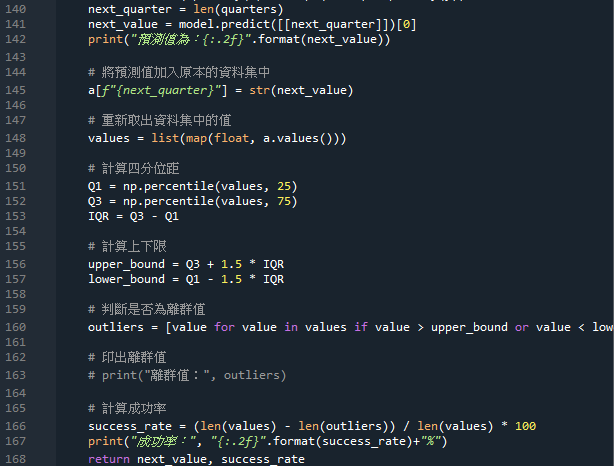 140 next_quarter = len(quarters)
141 next_value = model.predict([[next_quarter]])[0]
142 print("預測值為：{:.2f}".format(next_value))
143
144 # 將預測值加入原本的資料集中
145 a[f"{next_quarter}"] = str(next_value)
146
147 # 重新取出資料集中的值
148 values = list(map(float, a.values()))
149
150 # 計算四分位距
151 Q1 = np.percentile(values, 25)
152 Q3 = np.percentile(values, 75)
153 IQR = Q3 - Q1
154
155 # 計算上下限
156 upper_bound = Q3 + 1.5 * IQR
157 lower_bound = Q1 - 1.5 * IQR
158
159 # 判斷是否為離群值
160 outliers = [value for value in values if value > upper_bound or value < low
161
162 # 印出離群值
163 # print("離群值：", outliers)
164
165 # 計算成功率
166 success_rate = (len(values) - len(outliers)) / len(values) * 100
167 print("成功率：", "{:.2f}".format(success_rate)+"%")
168 return next_value, success_rate